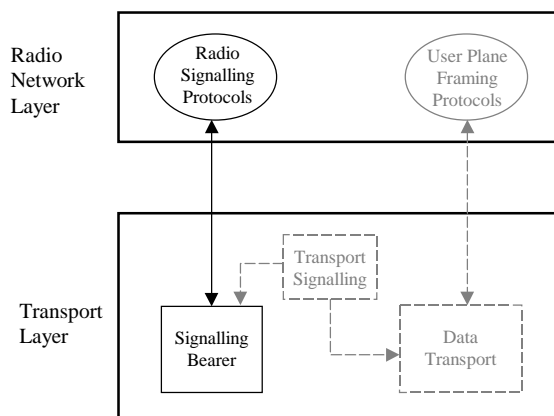 Radio
Network
Layer
Radio
Signalling
Protocols
User Plane
Framing
Protocols
Transport
Signalling
Transport
Layer
Signalling
Bearer
Data
Transport